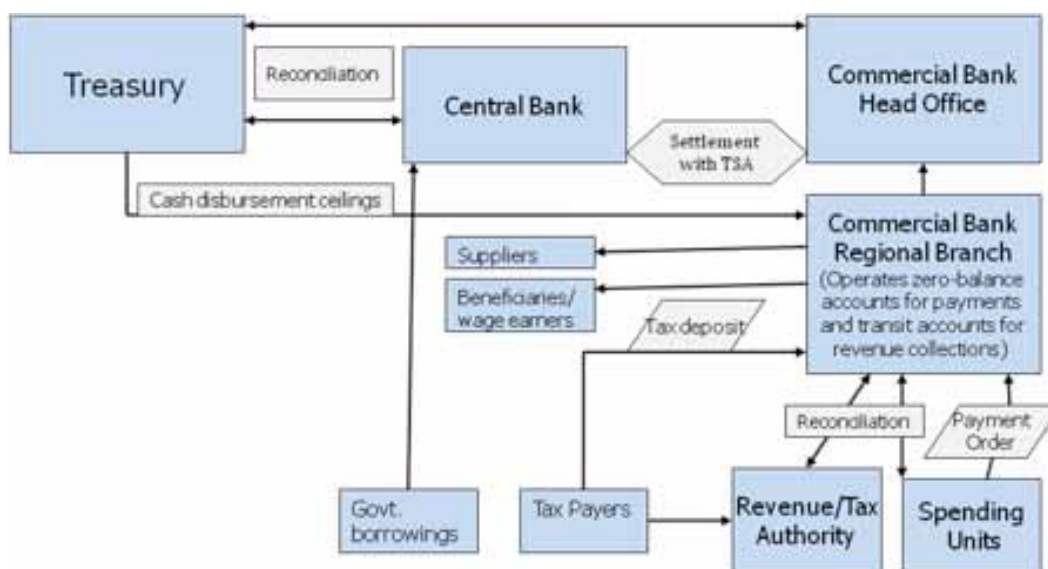 Treasury
Reconciliation
Central Bank
Commercial Bank
Head Office
Settlement
with TSA
Cash disbursement ceilings
Commercial Bank
Regional Branch
(Operates zero-balance
accounts for payments
and transit accounts for
revenue collections)
Suppliers
Beneficiaries/
wage earners
Tax deposit
Reconciliation
Payment
Order
Govt.
borrowings
Tax Payers
Revenue/Tax
Authority
Spending
Units